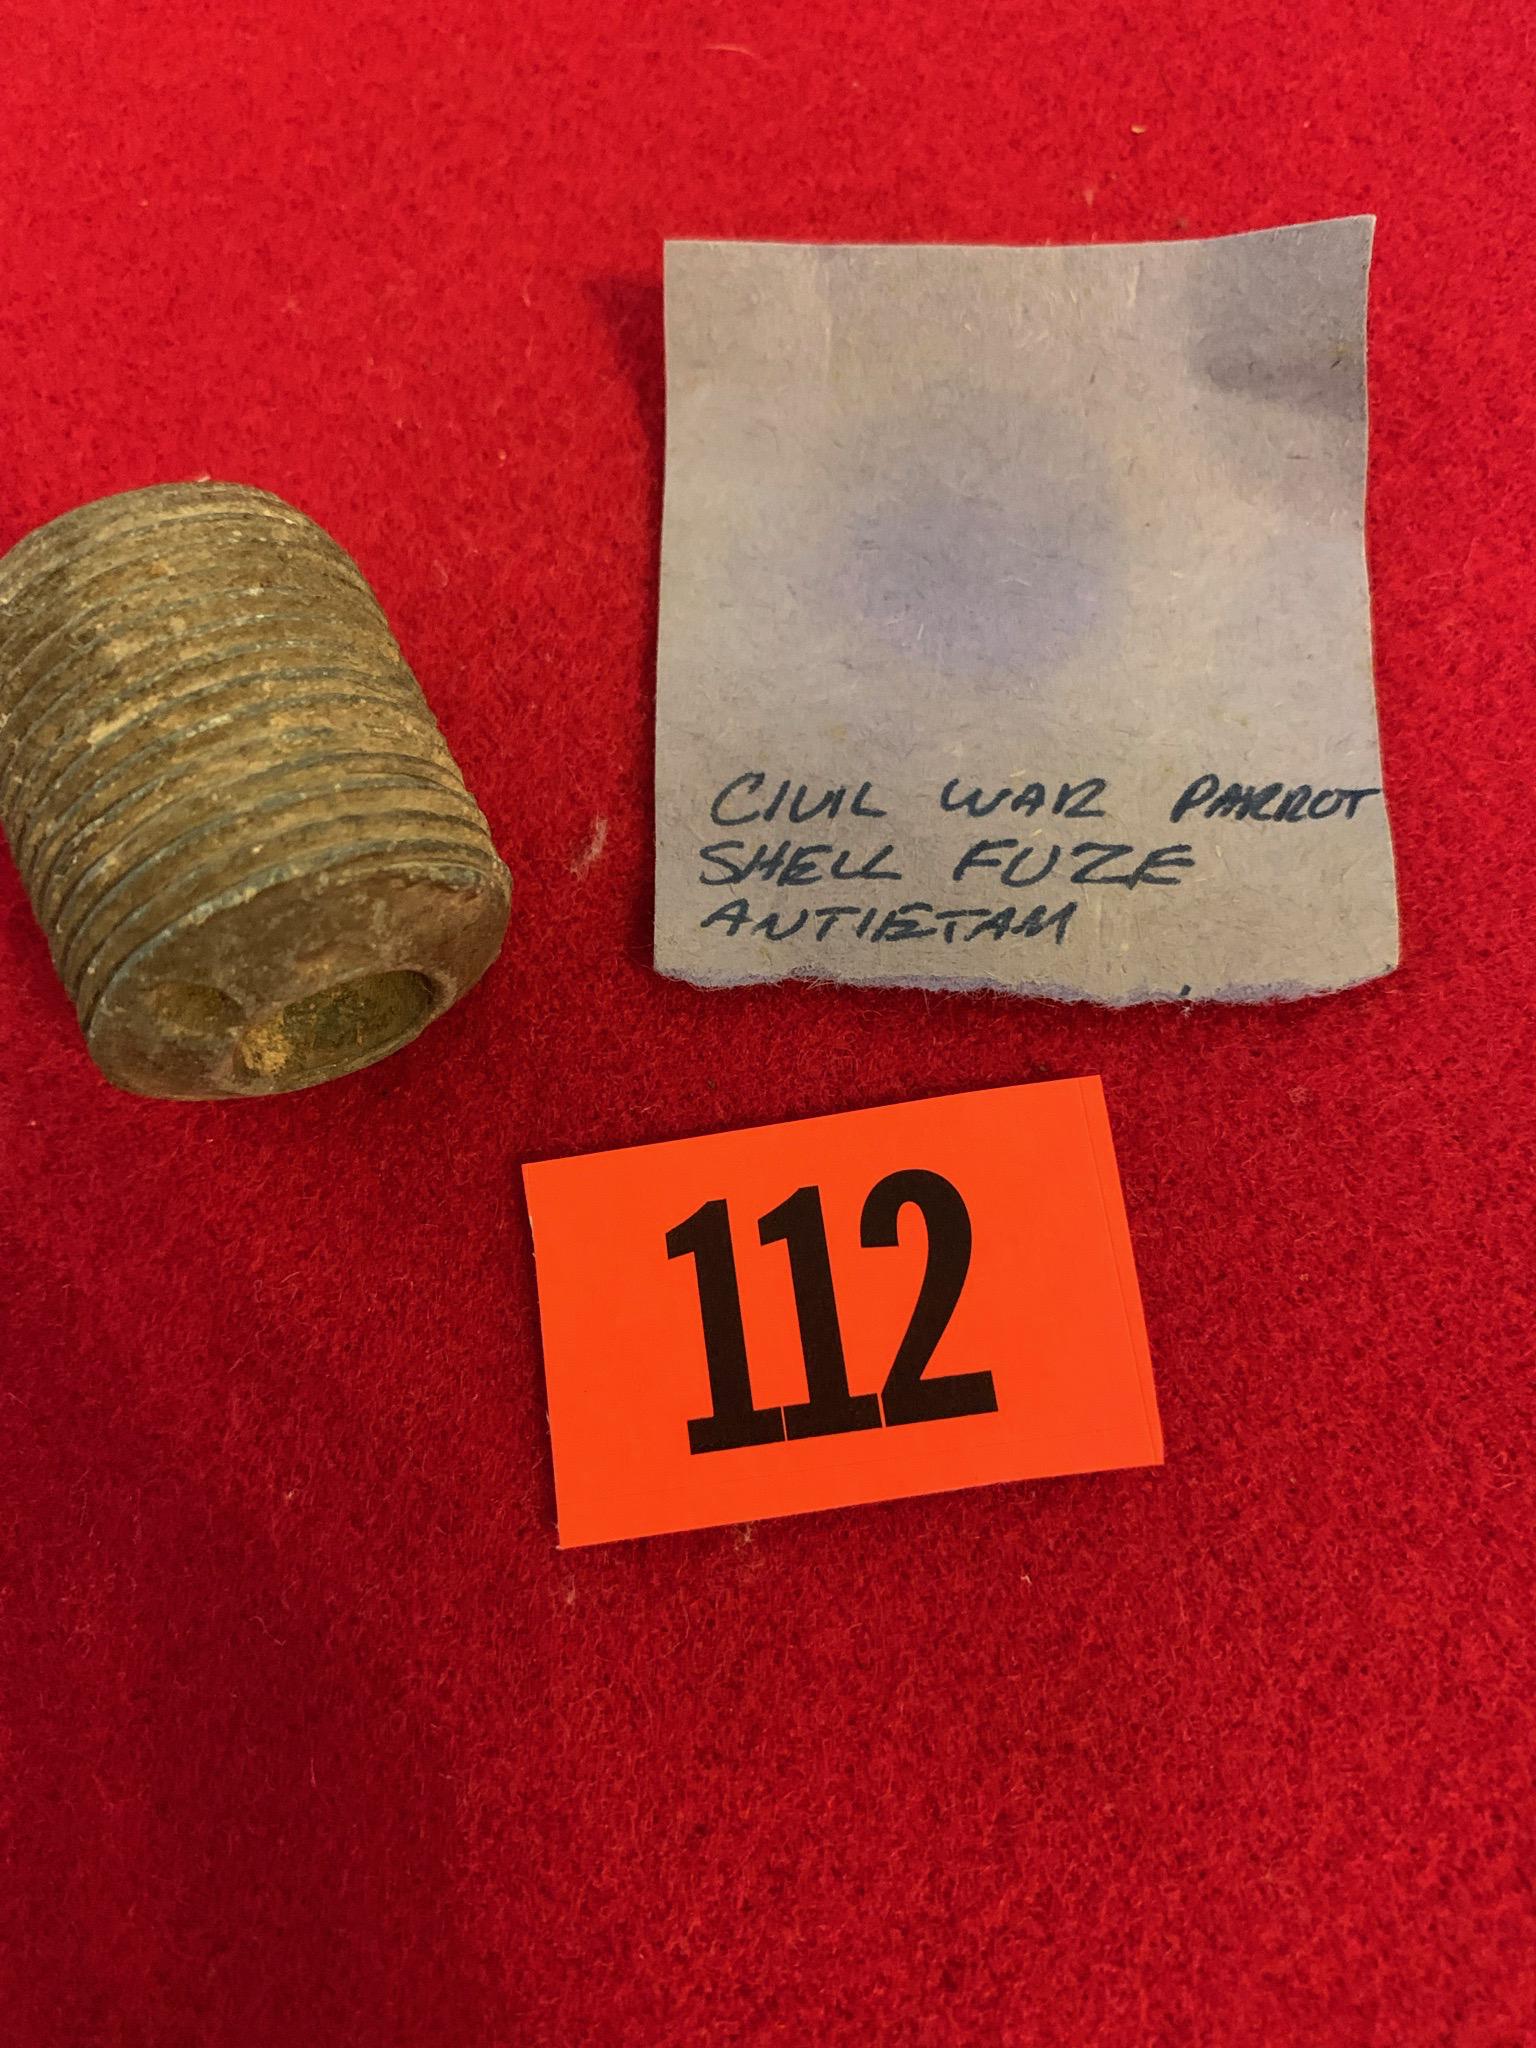 CIVIL WAR PARROT
SHELL FUZE
ANTIETAM
112